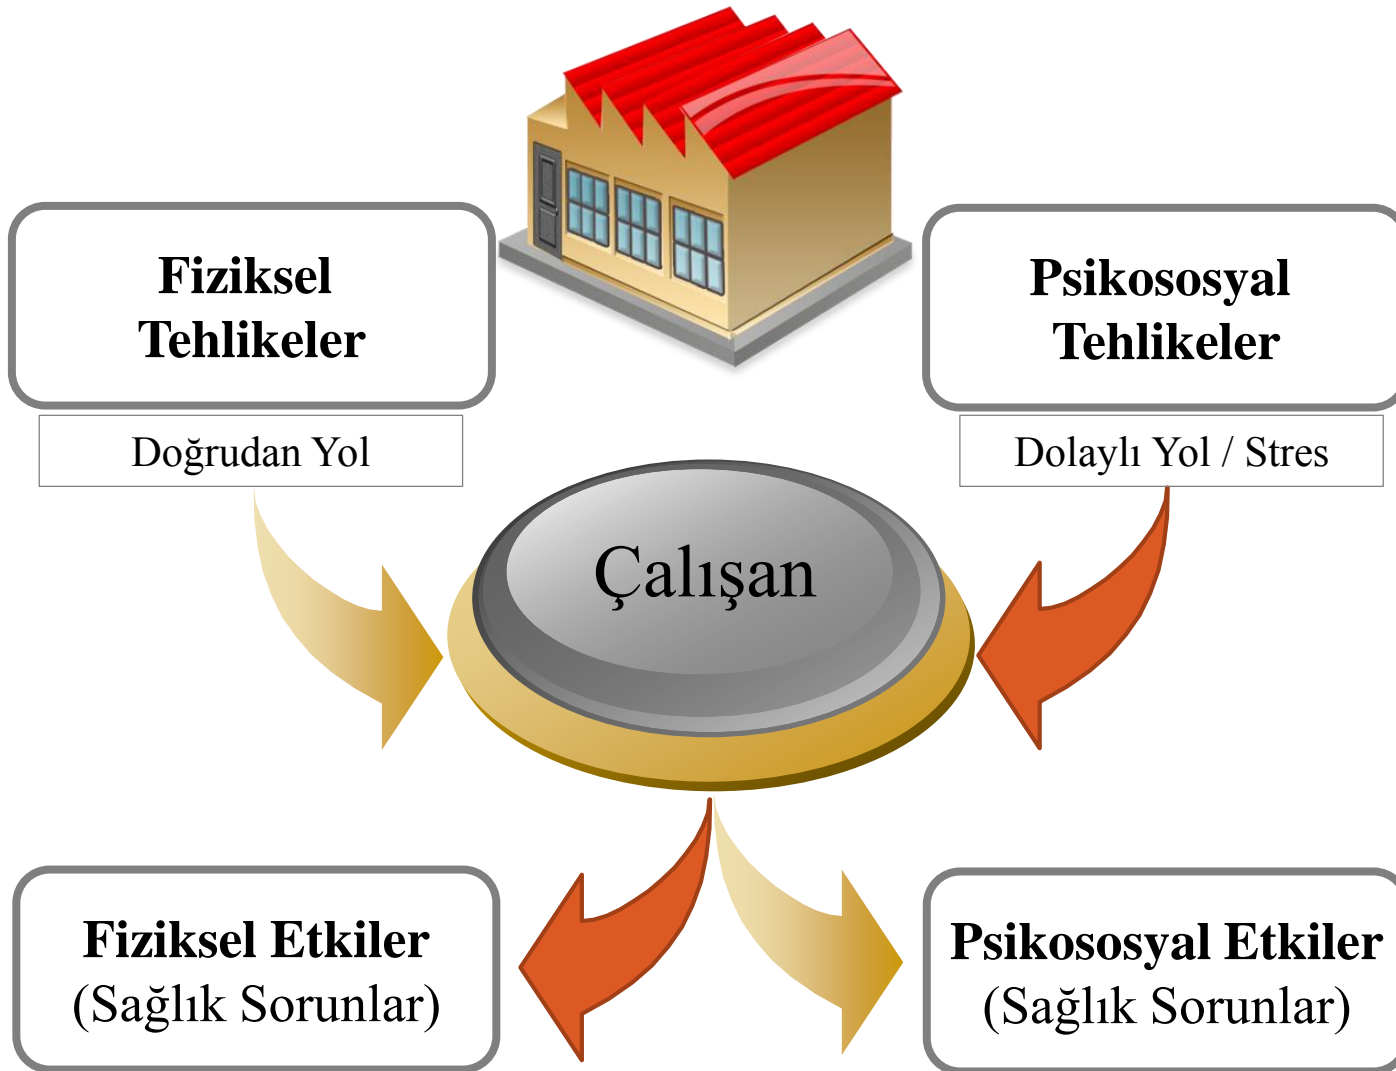 Fiziksel
Tehlikeler
Psikososyal
Tehlikeler
Doğrudan Yol
Dolaylı Yol / Stres
Çalışan
Fiziksel Etkiler
(Sağlık Sorunlar)
Psikososyal Etkiler
(Sağlık Sorunlar)